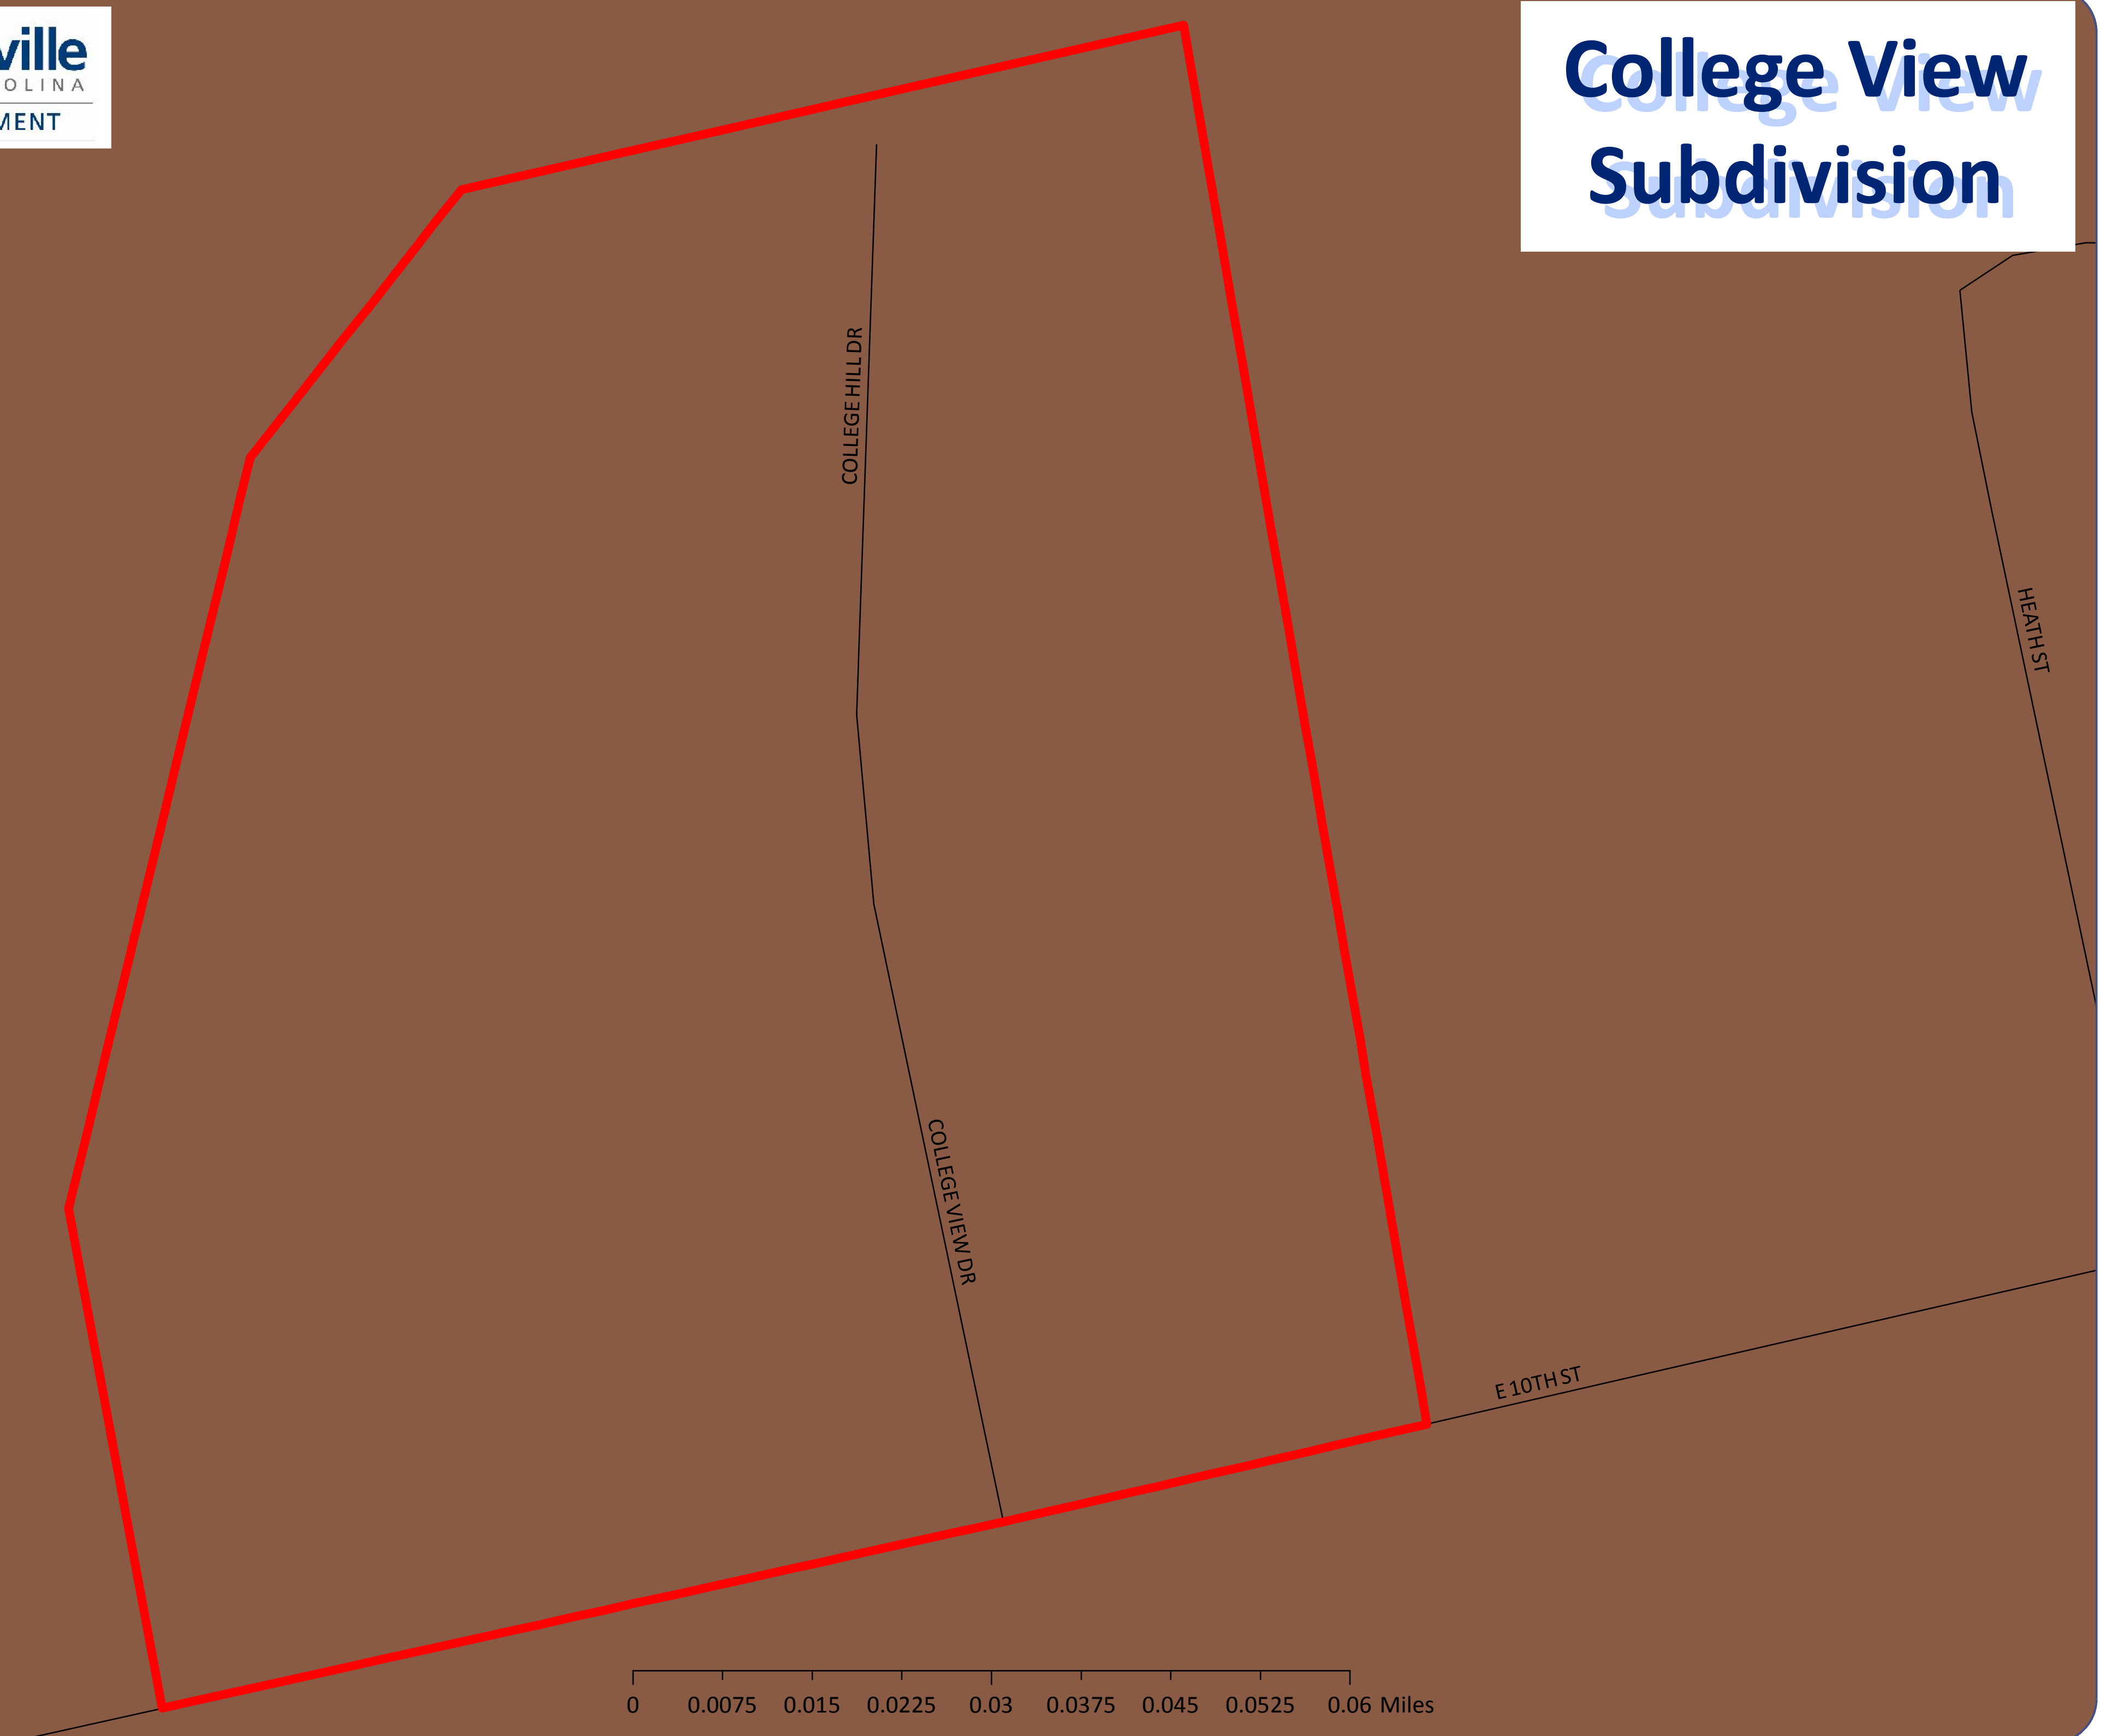 ville
OLINA
MENT
College View
Subdivision
COLLEGE HILL DR
HEATH ST
COLLEGE VIEW DR
E 10TH ST
0 0.0075 0.015 0.0225 0.03 0.0375 0.045 0.0525 0.06 Miles